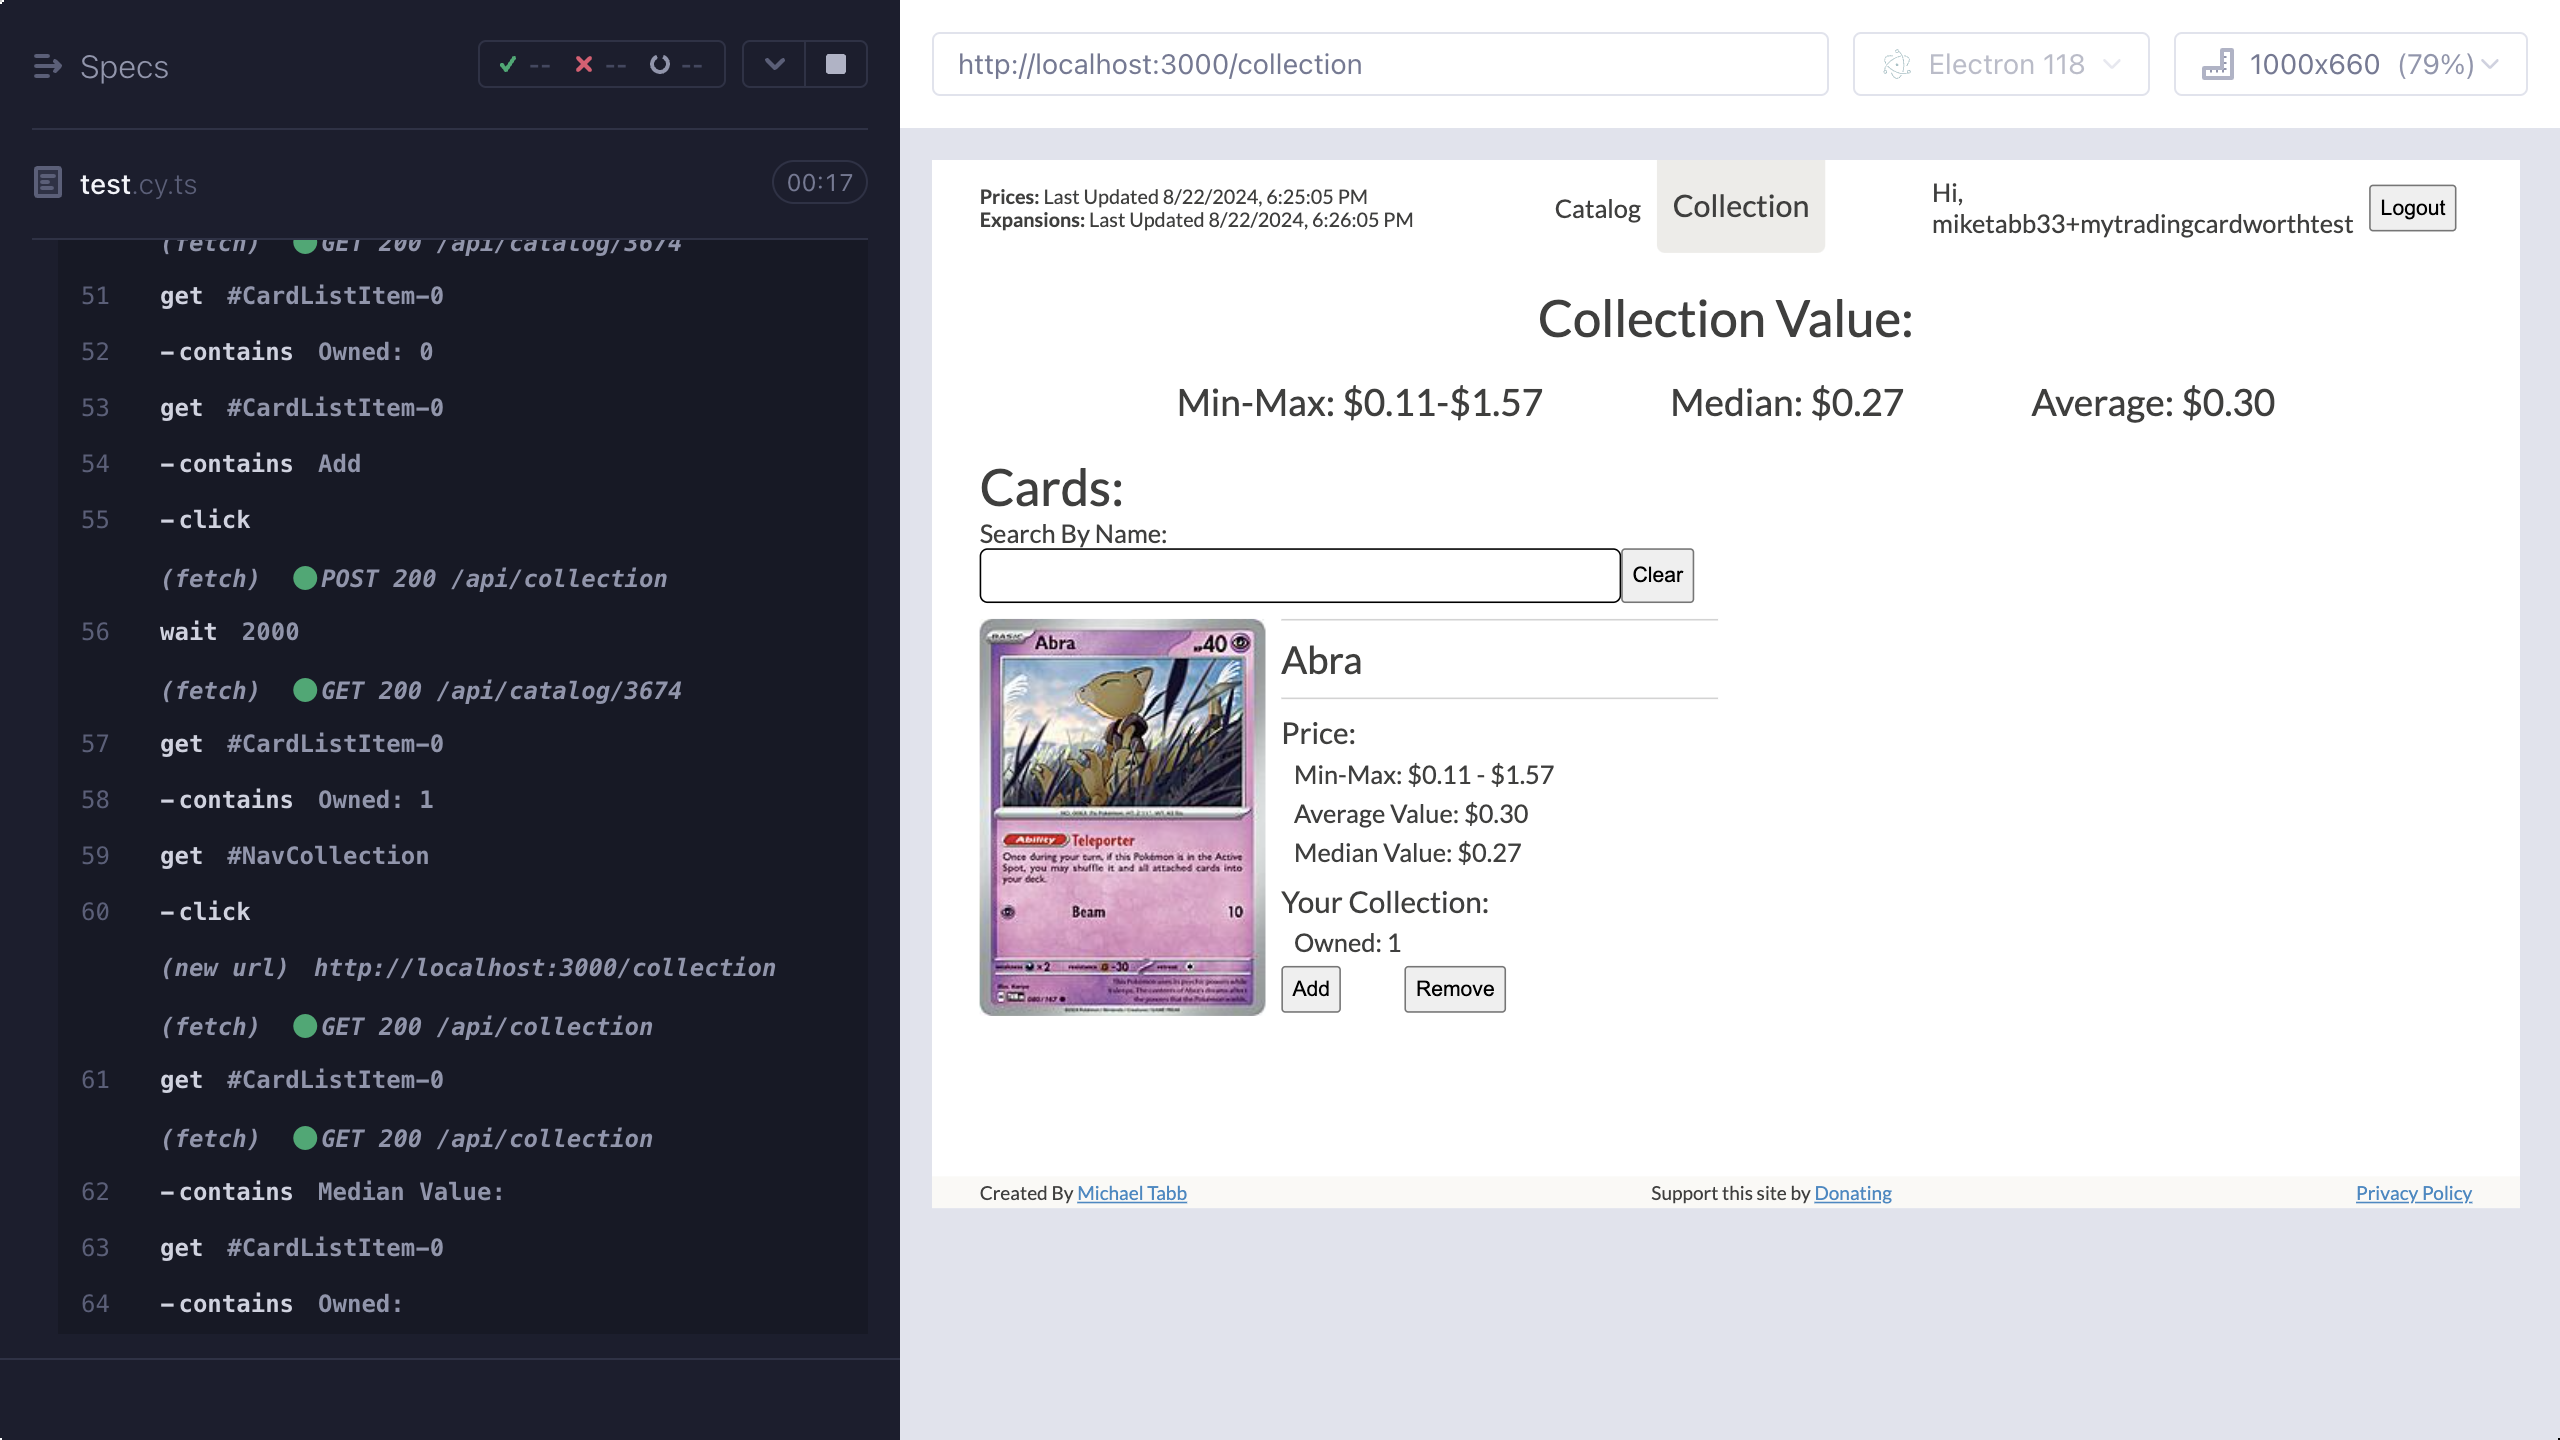 Specs
-- -- --
test.cy.ts
00:17
(fetch) GET 200 /api/catalog/3674
51 get #CardListItem-0
52 -contains Owned: 0
53 get #CardListItem-0
54 -contains Add
55 -click
(fetch) POST 200 /api/collection
56 wait 2000
(fetch) GET 200 /api/catalog/3674
57 get #CardListItem-0
58 -contains Owned: 1
59 get #NavCollection
60 -click
(new url) http://localhost:3000/collection
(fetch) GET 200 /api/collection
61 get #CardListItem-0
(fetch) GET 200 /api/collection
62 -contains Median Value:
63 get #CardListItem-0
64 -contains Owned:
http://localhost:3000/collection
Electron 118
1000x660 (79%)
Prices: Last Updated 8/22/2024, 6:25:05 PM
Expansions: Last Updated 8/22/2024, 6:26:05 PM
Catalog
Collection
Hi,
miketabb33+mytradingcardworthtest
Logout
Collection Value:
Min-Max: $0.11-$1.57
Median: $0.27
Average: $0.30
Cards:
Search By Name:
Clear
BASIC
Abra
HP40
Ability Teleporter
Once during your turn, if this Pokémon is in the Active
Spot, you may shuffle it and all attached cards into
your deck.
Beam 10
x2
-30
Abra
Price:
Min-Max: $0.11 - $1.57
Average Value: $0.30
Median Value: $0.27
Your Collection:
Owned: 1
Add
Remove
Created By Michael Tabb
Support this site by Donating
Privacy Policy